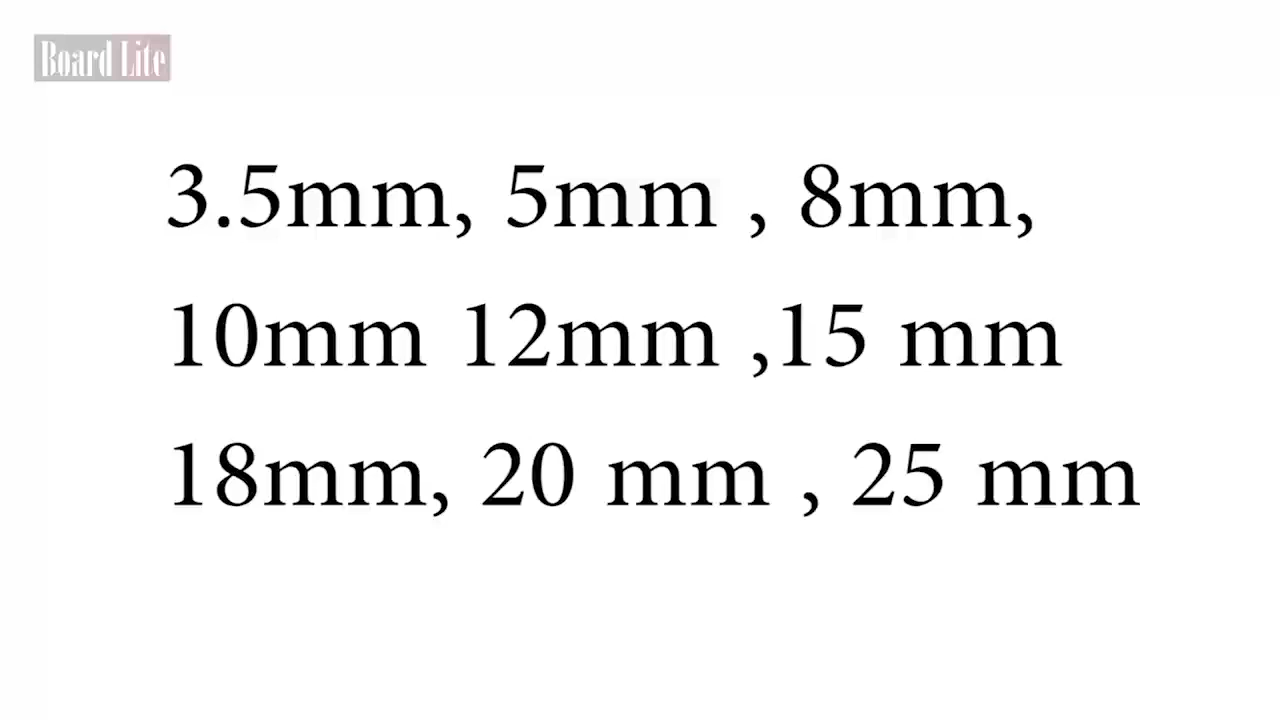 Board Lite
3.5mm, 5mm , 8mm,
10mm 12mm ,15 mm
18mm, 20 mm , 25 mm